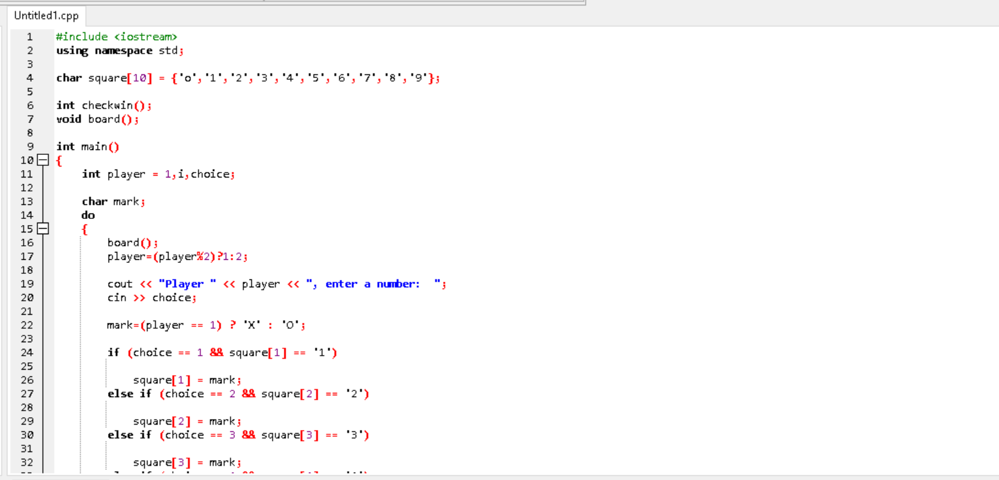 Untitled1.cpp
1 #include <iostream>
2 using namespace std;
3
4 char square[10] = {'o','1','2','3','4','5','6','7','8','9'};
5
6 int checkwin();
7 void board();
8
9 int main()
10 {
11 int player = 1,i,choice;
12
13 char mark;
14 do
15 {
16 board();
17 player=(player%2)?1:2;
18
19 cout << "Player " << player << ", enter a number:  ";
20 cin >> choice;
21
22 mark=(player == 1) ? 'X' : 'O';
23
24 if (choice == 1 && square[1] == '1')
25
26 square[1] = mark;
27 else if (choice == 2 && square[2] == '2')
28
29 square[2] = mark;
30 else if (choice == 3 && square[3] == '3')
31
32 square[3] = mark;